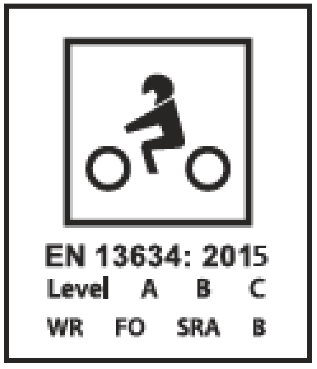 EN 13634: 2015
Level A B C
WR FO SRA B